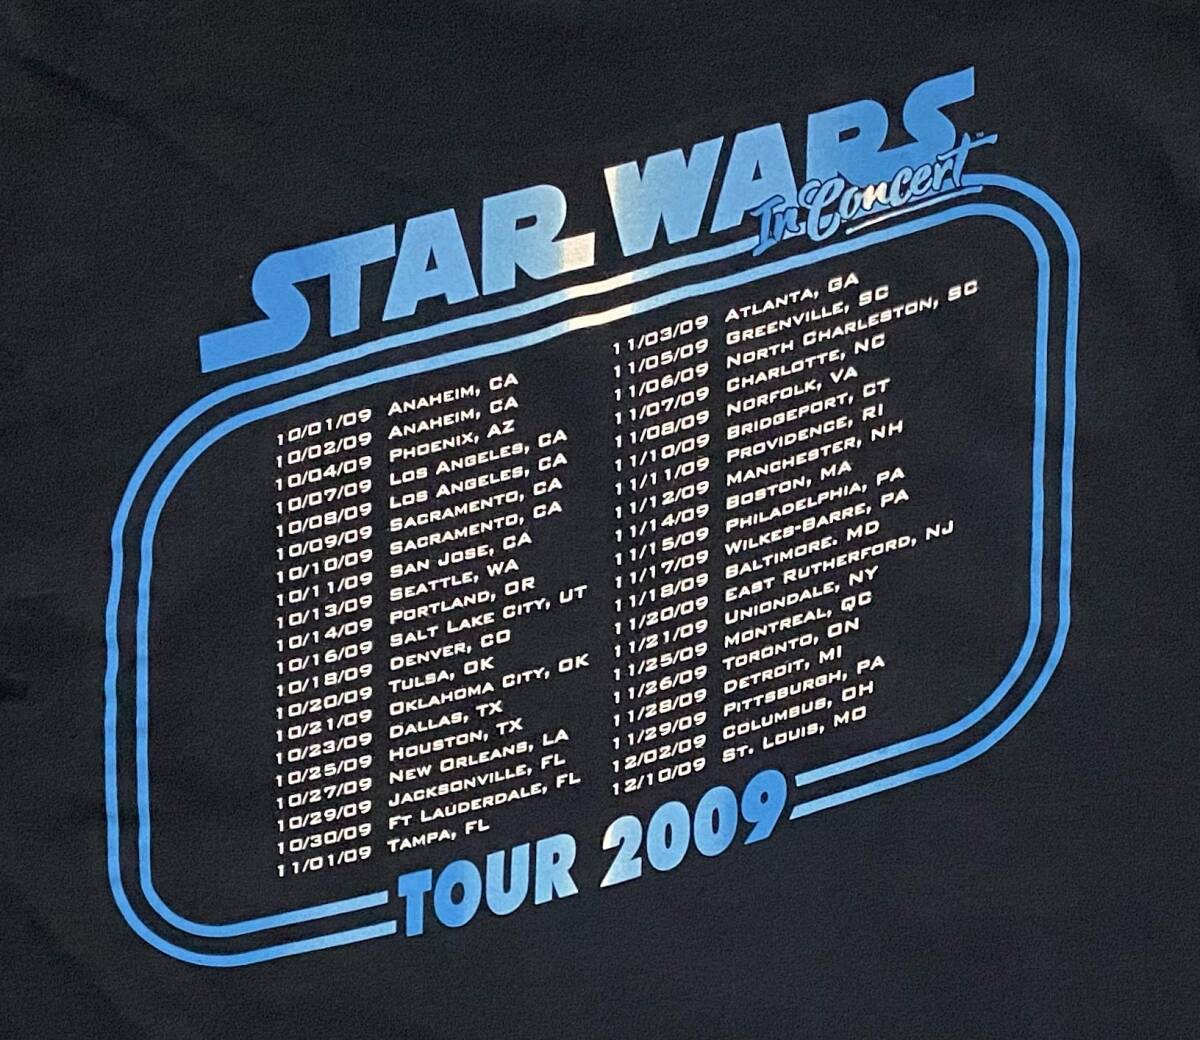 STAR WARS
In Concert™
10/01/09 ANAHEIM, CA
10/02/09 ANAHEIM, CA
10/04/09 PHOENIX, AZ
10/07/09 LOS ANGELES, CA
10/08/09 LOS ANGELES, CA
10/09/09 SACRAMENTO, CA
10/10/09 SACRAMENTO, CA
10/11/09 SAN JOSE, CA
10/13/09 SEATTLE, WA
10/14/09 PORTLAND, OR
10/16/09 SALT LAKE CITY, UT
10/18/09 DENVER, CO
10/20/09 TULSA, OK
10/21/09 OKLAHOMA CITY, OK
10/23/09 DALLAS, TX
10/25/09 HOUSTON, TX
10/27/09 NEW ORLEANS, LA
10/29/09 JACKSONVILLE, FL
10/30/09 FT LAUDERDALE, FL
11/01/09 TAMPA, FL
11/03/09 ATLANTA, GA
11/05/09 GREENVILLE, SC
11/06/09 NORTH CHARLESTON, SC
11/07/09 CHARLOTTE, NC
11/08/09 NORFOLK, VA
11/10/09 BRIDGEPORT, CT
11/11/09 PROVIDENCE, RI
11/12/09 MANCHESTER, NH
11/14/09 BOSTON, MA
11/15/09 PHILADELPHIA, PA
11/17/09 WILKES-BARRE, PA
11/18/09 BALTIMORE. MD
11/20/09 EAST RUTHERFORD, NJ
11/21/09 UNIONDALE, NY
11/25/09 MONTREAL, QC
11/26/09 TORONTO, ON
11/28/09 DETROIT, MI
11/29/09 PITTSBURGH, PA
12/02/09 COLUMBUS, OH
12/10/09 ST. LOUIS, MO
TOUR 2009